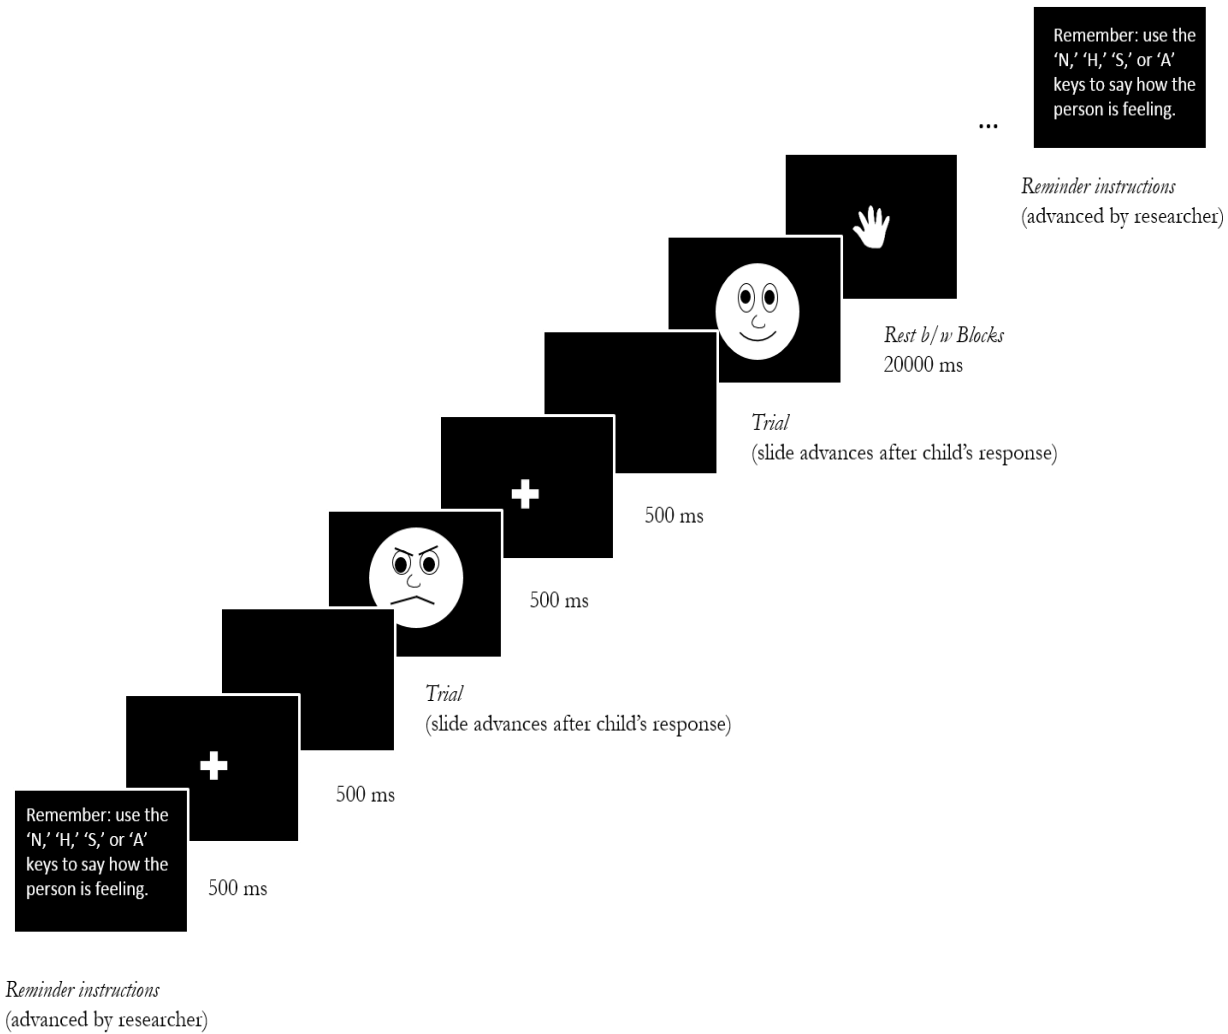 Remember: use the
‘N,’ ‘H,’ ‘S,’ or ‘A’
keys to say how the
person is feeling.
...
Reminder instructions
(advanced by researcher)
Rest b/w Blocks
20000 ms
Trial
(slide advances after child’s response)
500 ms
500 ms
Trial
(slide advances after child’s response)
500 ms
Remember: use the
‘N,’ ‘H,’ ‘S,’ or ‘A’
keys to say how the
person is feeling.
500 ms
Reminder instructions
(advanced by researcher)